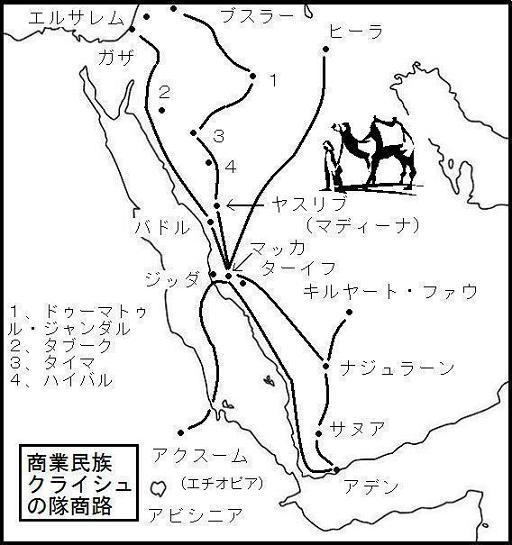 エルサレム
ブスラー
ヒーラ
ガザ
1
2
3
4
ヤスリブ
(マディーナ)
バドル
マッカ
ターイフ
ジッダ
キルヤート・ファウ
1、ドゥーマトゥ
ル・ジャンダル
2、タブーク
3、タイマ
4、ハイバル
ナジュラーン
サヌア
アクスーム
(エチオピア)
アデン
アビシニア
商業民族
クライシュ
の隊商路